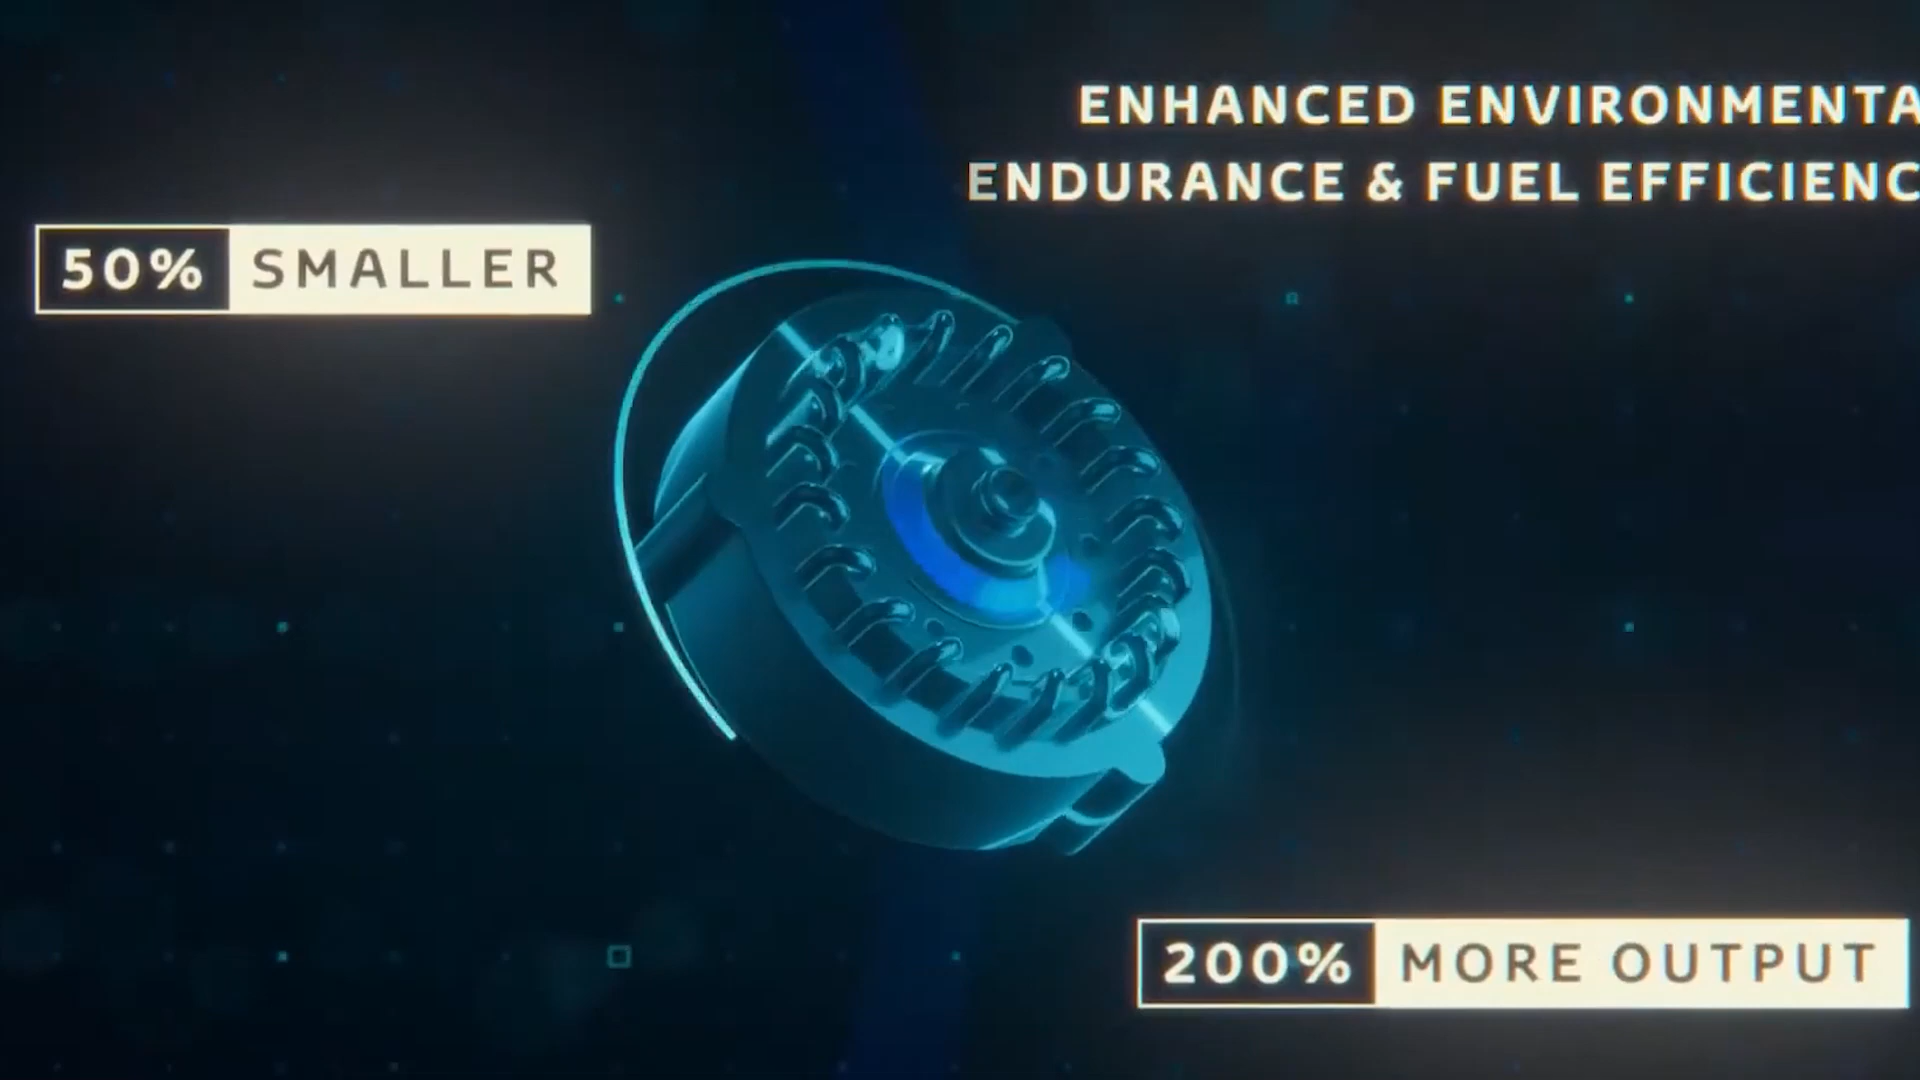 ENHANCED ENVIRONMENTA
ENDURANCE & FUEL EFFICIENC
50% SMALLER
200% MORE OUTPUT